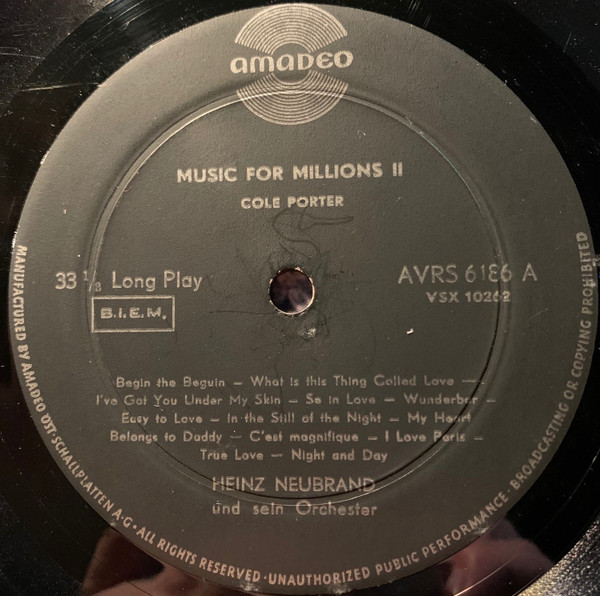 AMADEO
MUSIC FOR MILLIONS II
COLE PORTER
33 1/3 Long Play
AVRS 6186 A
VSX 10262
B.I.E.M.
Begin the Beguin – What is this Thing Called Love –
I've Got You Under My Skin – So in Love – Wunderbar –
Easy to Love – In the Still of the Night – My Heart
Belongs to Daddy – C'est magnifique – I Love Paris –
True Love – Night and Day
HEINZ NEUBRAND
und sein Orchester
MANUFACTURED BY AMADEO ÖST. SCHALLPLATTEN A·G · ALL RIGHTS RESERVED · UNAUTHORIZED PUBLIC PERFORMANCE · BROADCASTING OR COPYING PROHIBITED